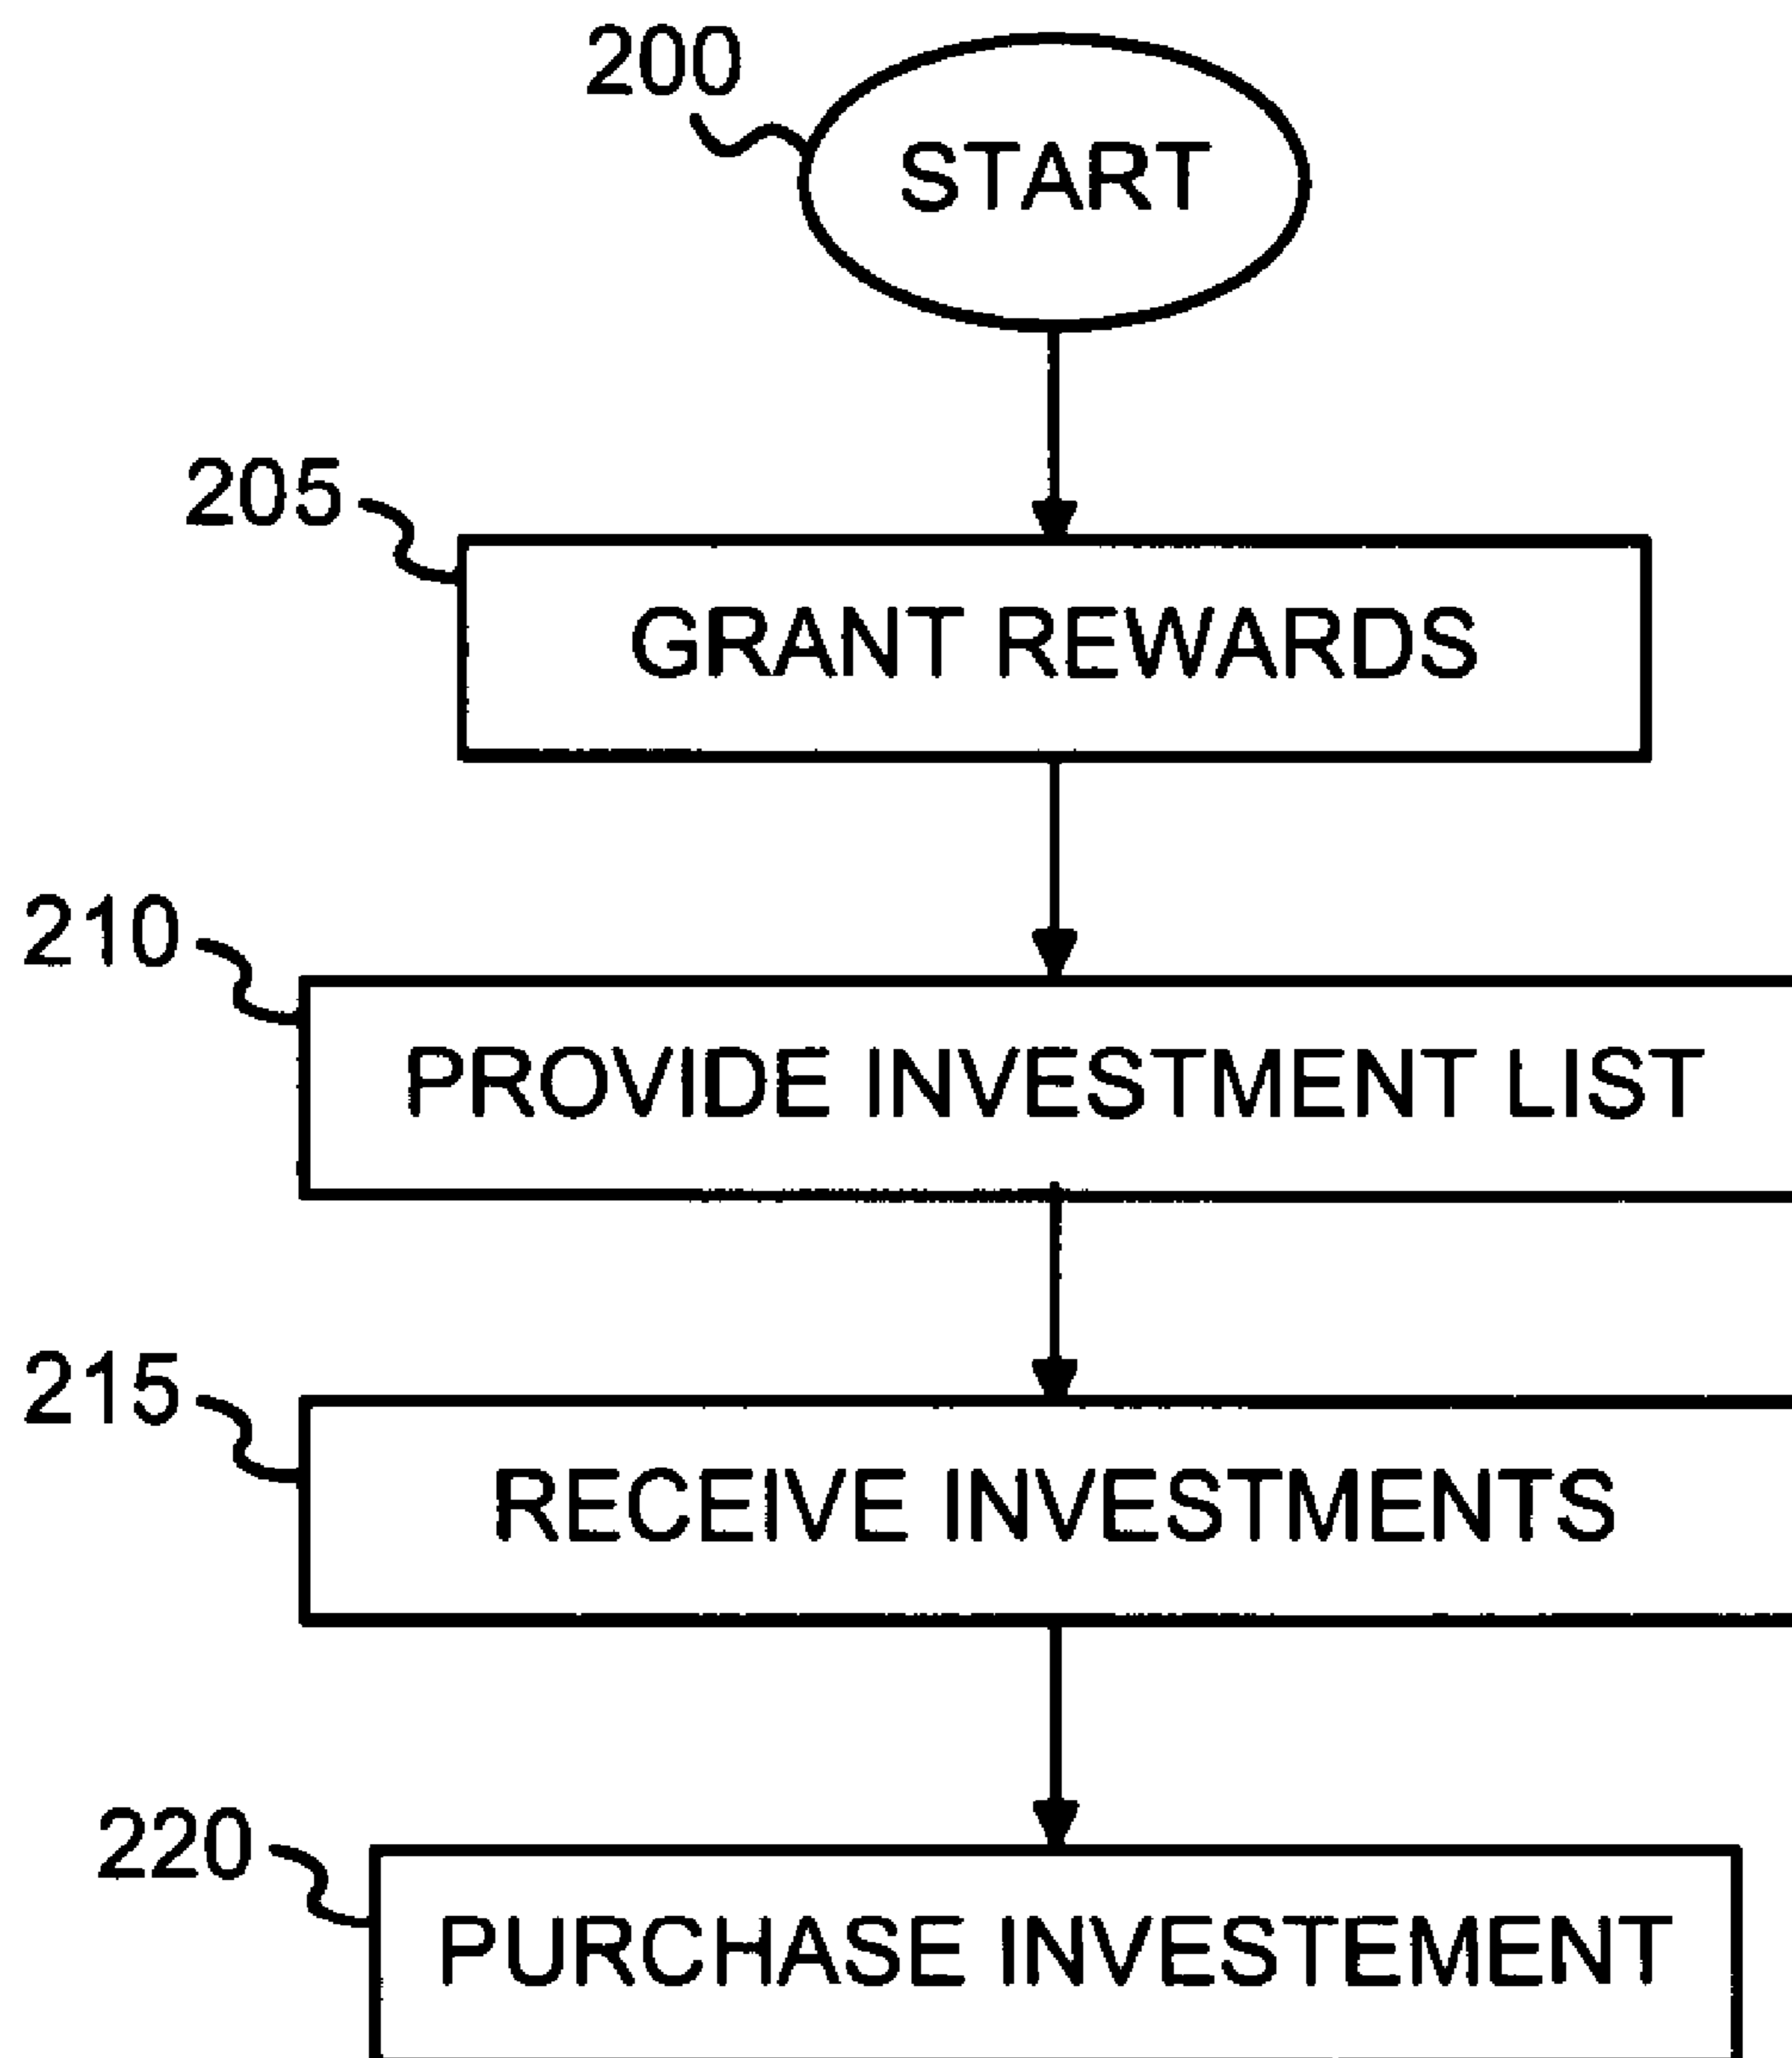 200
START
205
GRANT REWARDS
210
PROVIDE INVESTMENT LIST
215
RECEIVE INVESTMENTS
220
PURCHASE INVESTEMENT